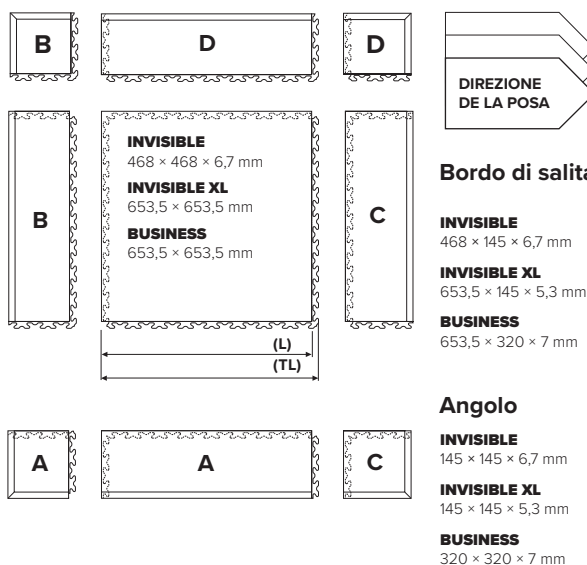 B
D
D
DIREZIONE
DE LA POSA
B
INVISIBLE
468 × 468 × 6,7 mm
INVISIBLE XL
653,5 × 653,5 mm
BUSINESS
653,5 × 653,5 mm
C
(L)
(TL)
A
A
C
Bordo di salita
INVISIBLE
468 × 145 × 6,7 mm
INVISIBLE XL
653,5 × 145 × 5,3 mm
BUSINESS
653,5 × 320 × 7 mm
Angolo
INVISIBLE
145 × 145 × 6,7 mm
INVISIBLE XL
145 × 145 × 5,3 mm
BUSINESS
320 × 320 × 7 mm